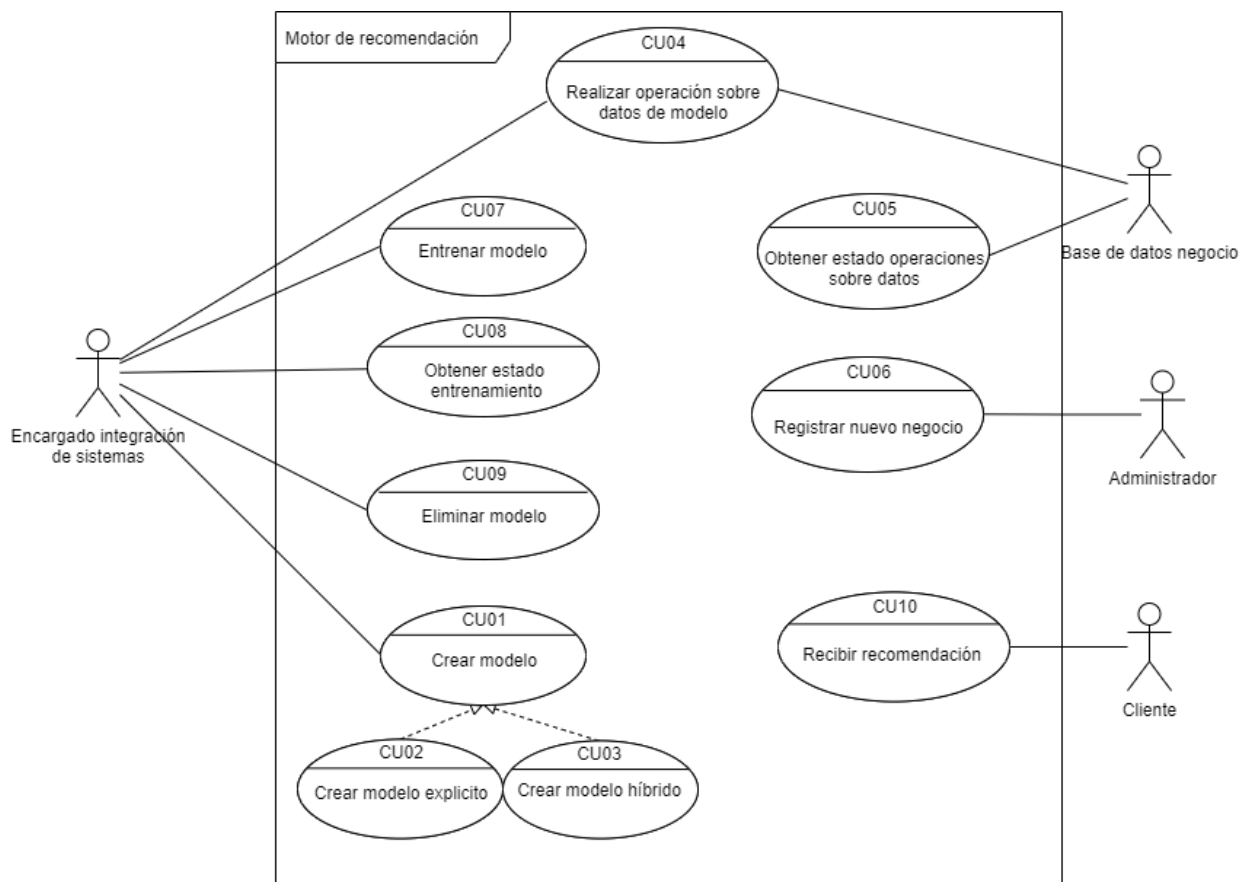 Motor de recomendación
CU04
Realizar operación sobre
datos de modelo
CU07
Entrenar modelo
CU05
Obtener estado operaciones
sobre datos
Base de datos negocio
CU08
Obtener estado
entrenamiento
CU06
Registrar nuevo negocio
Encargado integración
de sistemas
Administrador
CU09
Eliminar modelo
CU01
Crear modelo
CU10
Recibir recomendación
Cliente
CU02
Crear modelo explicito
CU03
Crear modelo híbrido